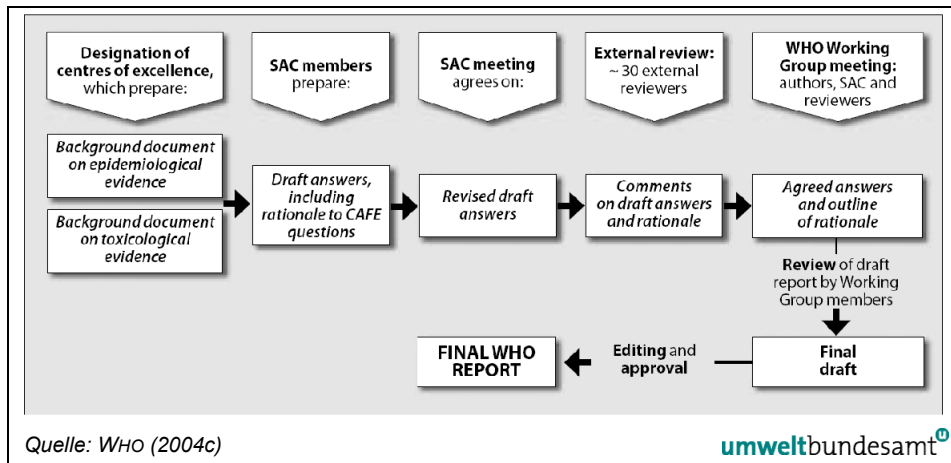 Designation of
centres of excellence,
which prepare:
SAC members
prepare:
SAC meeting
agrees on:
External review:
~ 30 external
reviewers
WHO Working
Group meeting:
authors, SAC and
reviewers
Background document
on epidemiological
evidence
Background document
on toxicological
evidence
Draft answers,
including
rationale to CAFE
questions
Revised draft
answers
Comments
on draft answers
and rationale
Agreed answers
and outline
of rationale
Review of draft
report by Working
Group members
FINAL WHO
REPORT
Editing and
approval
Final
draft
Quelle: WHO (2004c)
umweltbundesamt u